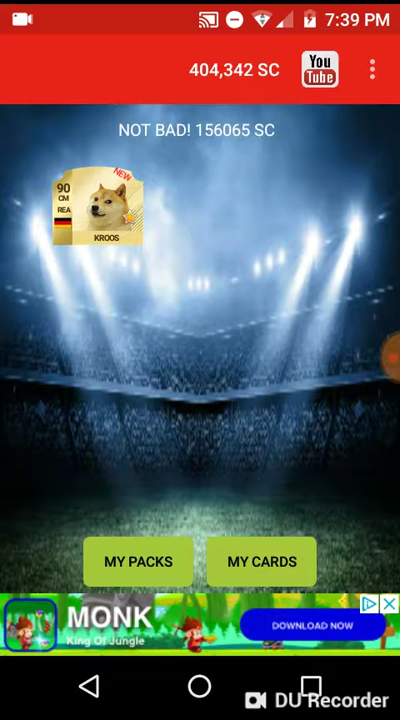 7:39 PM
404,342 SC
You
Tube
NOT BAD! 156065 SC
NEW
90
CM
REA
KROOS
MY PACKS
MY CARDS
MONK
King Of Jungle
DOWNLOAD NOW
DU Recorder